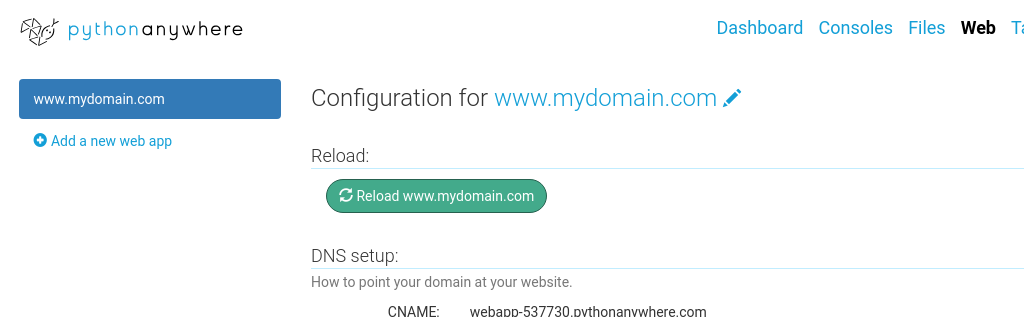 pythonanywhere
Dashboard Consoles Files Web Ta
www.mydomain.com
Add a new web app
Configuration for www.mydomain.com
Reload:
Reload www.mydomain.com
DNS setup:
How to point your domain at your website.
CNAME: webapp-537730.pythonanywhere.com